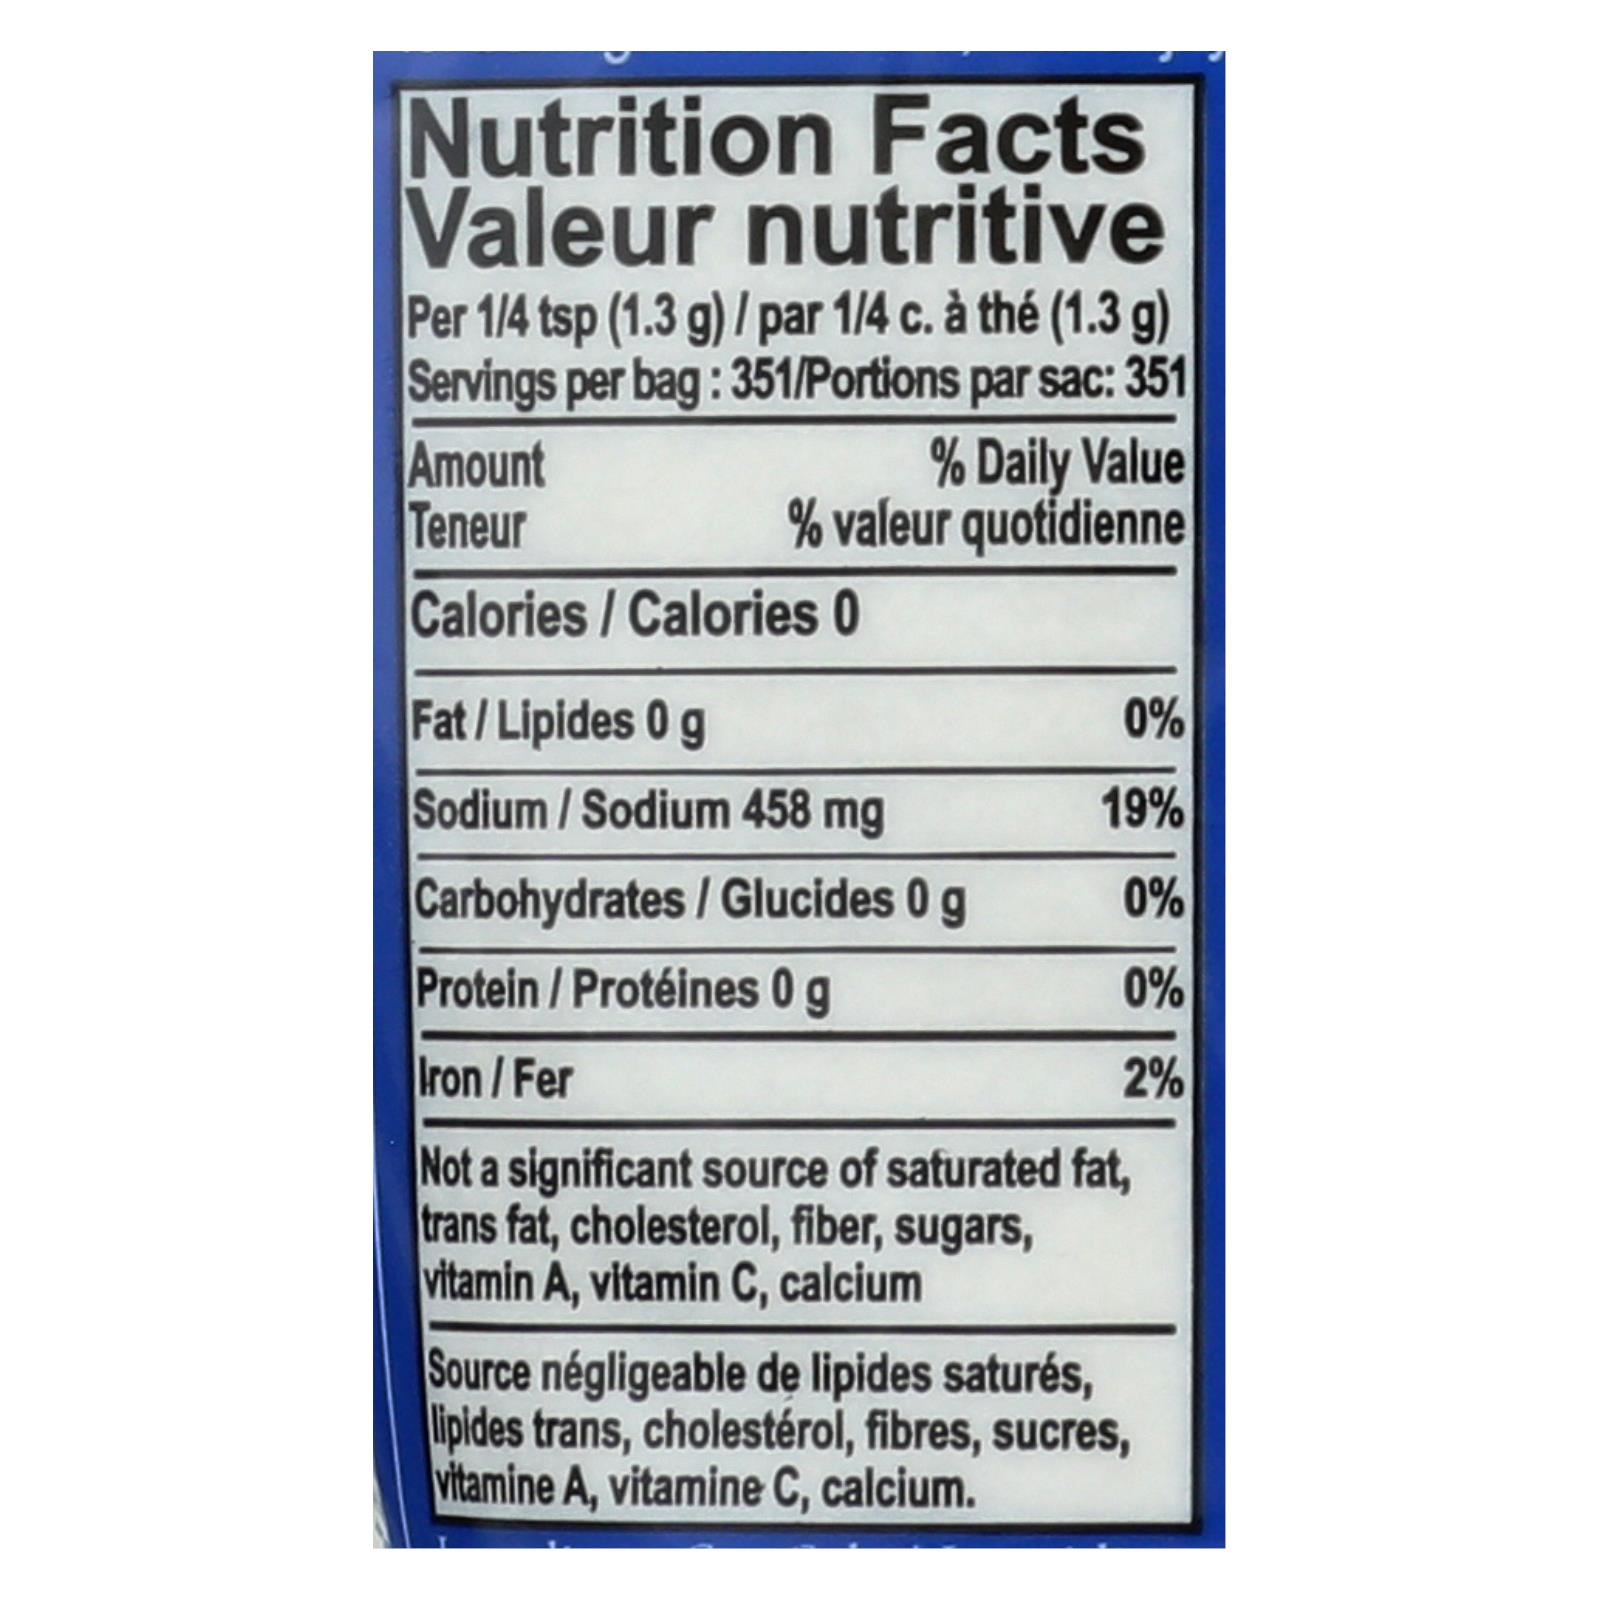 Nutrition Facts
Valeur nutritive
Per 1/4 tsp (1.3 g) / par 1/4 c. à thé (1.3 g)
Servings per bag : 351/Portions par sac: 351
Amount % Daily Value
Teneur % valeur quotidienne
Calories / Calories 0
Fat / Lipides 0 g 0%
Sodium / Sodium 458 mg 19%
Carbohydrates / Glucides 0 g 0%
Protein / Protéines 0 g 0%
Iron / Fer 2%
Not a significant source of saturated fat,
trans fat, cholesterol, fiber, sugars,
vitamin A, vitamin C, calcium
Source négligeable de lipides saturés,
lipides trans, cholestérol, fibres, sucres,
vitamine A, vitamine C, calcium.